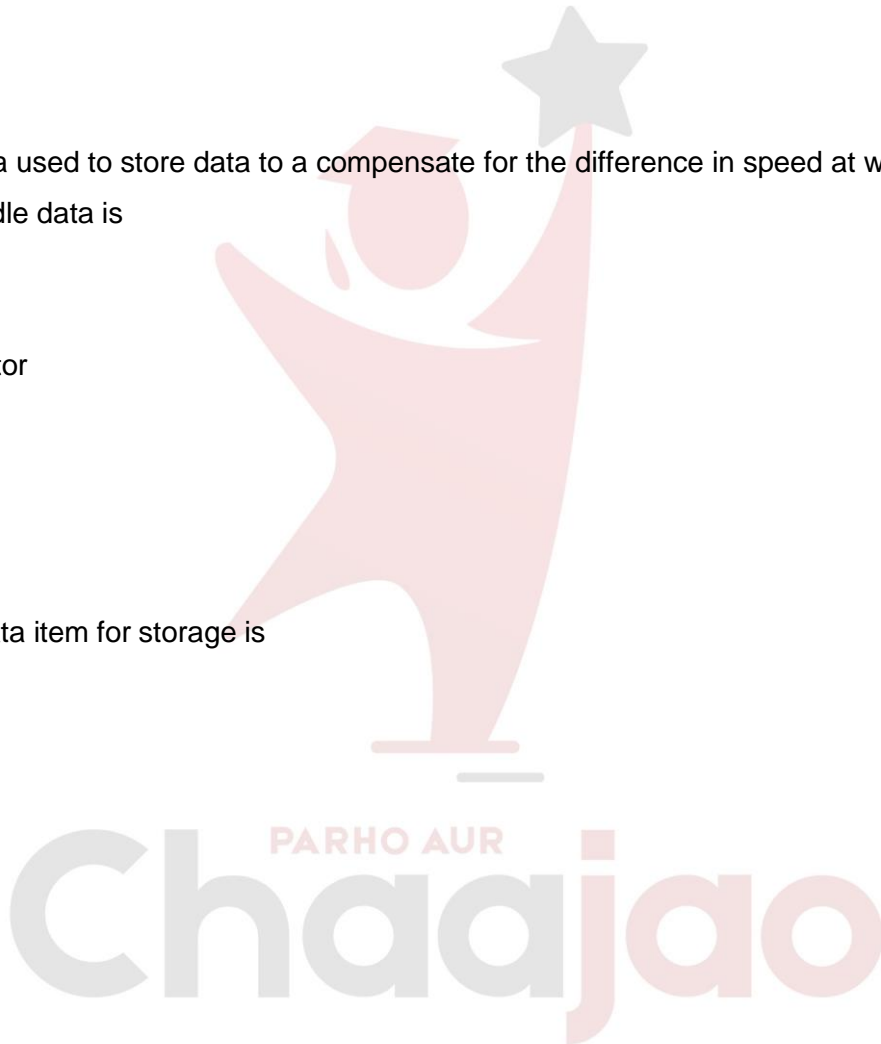 a used to store data to a compensate for the difference in speed at w
dle data is
tor
ta item for storage is
PARHO AUR
Chaajao